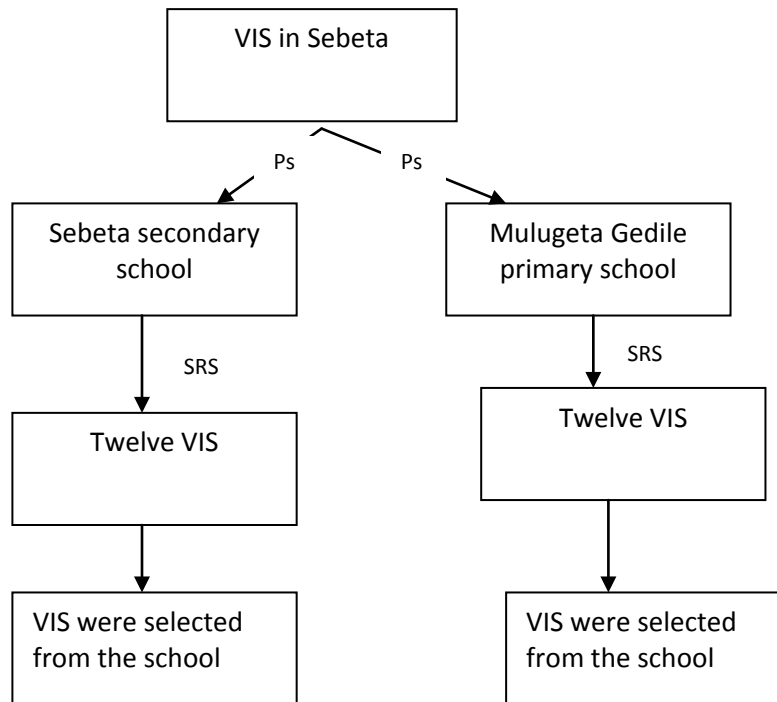 VIS in Sebeta
Ps
Ps
Sebeta secondary
school
Mulugeta Gedile
primary school
SRS
SRS
Twelve VIS
Twelve VIS
VIS were selected
from the school
VIS were selected
from the school